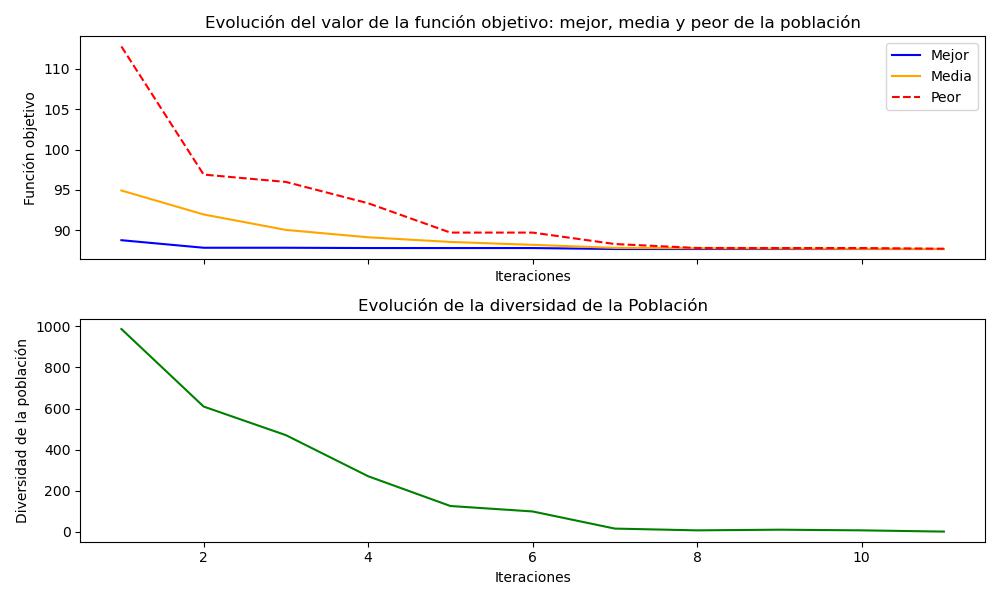 Evolución del valor de la función objetivo: mejor, media y peor de la población
Función objetivo
110
105
100
95
90
Mejor
Media
Peor
Iteraciones
Evolución de la diversidad de la Población
Diversidad de la población
1000
800
600
400
200
0
2
4
6
8
10
Iteraciones